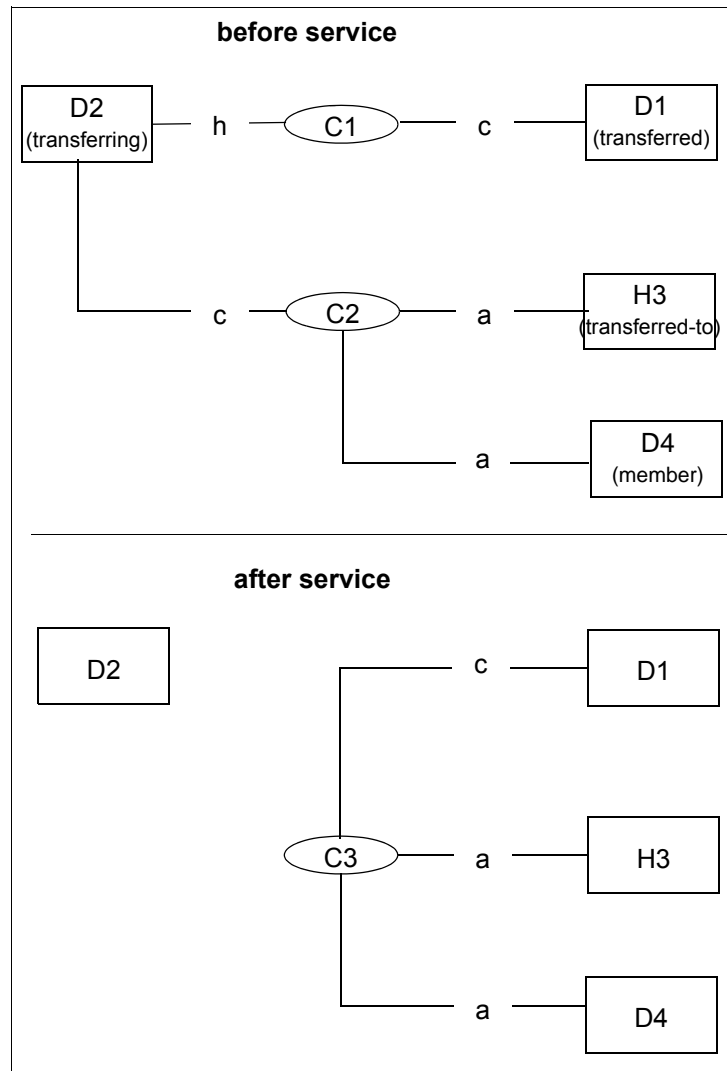 before service
D2
(transferring)
h
C1
c
D1
(transferred)
c
C2
a
H3
(transferred-to)
a
D4
(member)
after service
D2
c
D1
C3
a
H3
a
D4